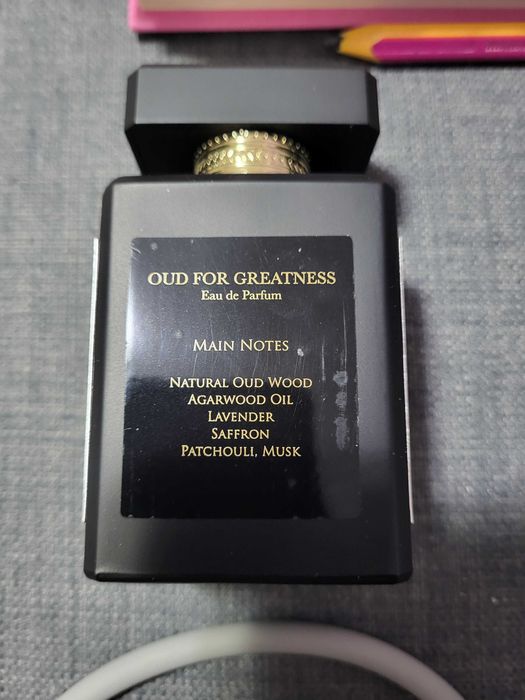 OUD FOR GREATNESS
Eau de Parfum
MAIN NOTES
NATURAL OUD WOOD
AGARWOOD OIL
LAVENDER
SAFFRON
PATCHOULI, MUSK